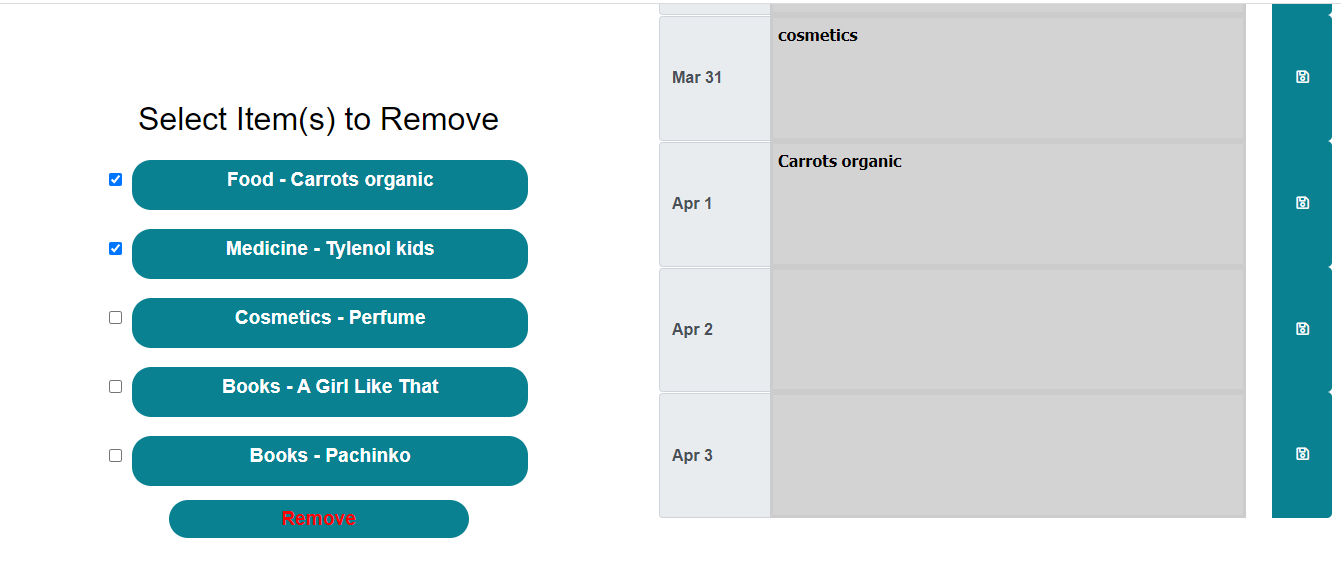 Select Item(s) to Remove
Food - Carrots organic
Medicine - Tylenol kids
Cosmetics - Perfume
Books - A Girl Like That
Books - Pachinko
Remove
cosmetics
Mar 31
Carrots organic
Apr 1
Apr 2
Apr 3